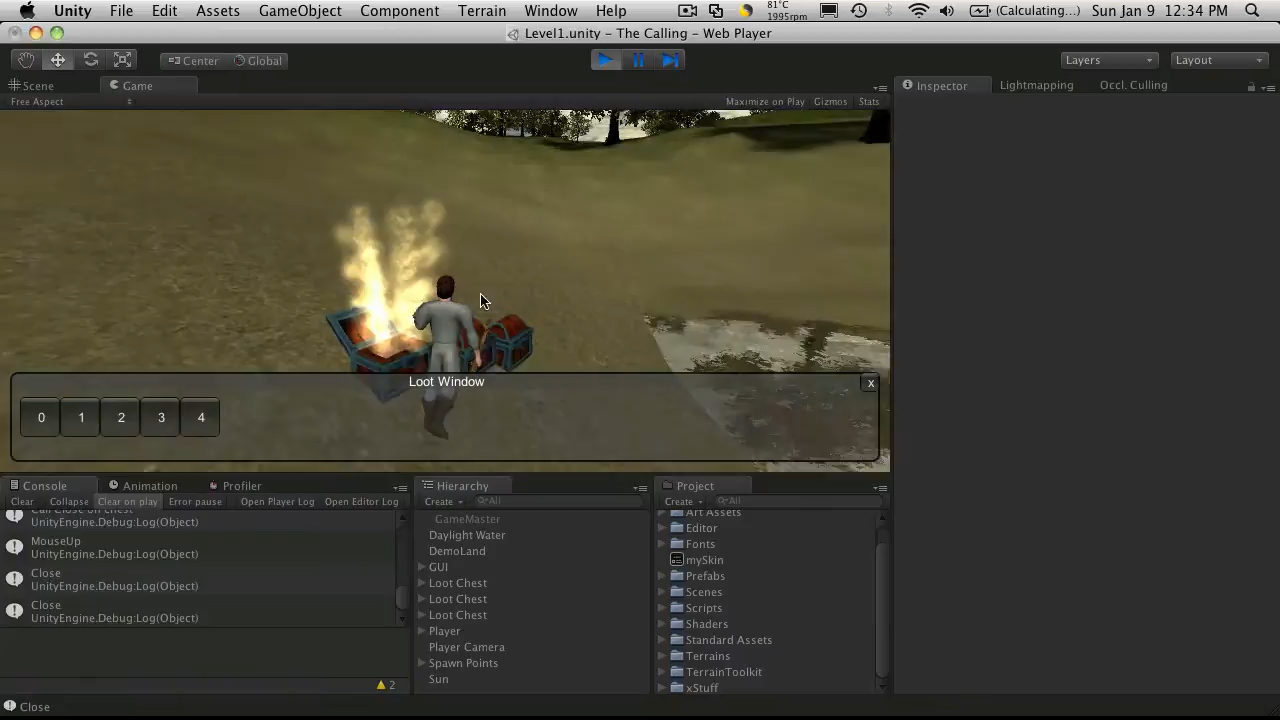 Unity File Edit Assets GameObject Component Terrain Window Help 81°C 1995rpm (Calculating...) Sun Jan 9 12:34 PM
Level1.unity - The Calling - Web Player
Center Global Layers Layout
Scene Game Inspector Lightmapping Occl. Culling
Free Aspect Maximize on Play Gizmos Stats
Loot Window x
0 1 2 3 4
Console Animation Profiler Hierarchy Project
Clear Collapse Clear on play Error pause Open Player Log Open Editor Log Create All Create All
Call Close on chest
UnityEngine.Debug:Log(Object)
MouseUp
UnityEngine.Debug:Log(Object)
Close
UnityEngine.Debug:Log(Object)
Close
UnityEngine.Debug:Log(Object)
2
GameMaster
Daylight Water
DemoLand
GUI
Loot Chest
Loot Chest
Loot Chest
Player
Player Camera
Spawn Points
Sun
Art Assets
Editor
Fonts
mySkin
Prefabs
Scenes
Scripts
Shaders
Standard Assets
Terrains
TerrainToolkit
xStuff
Close